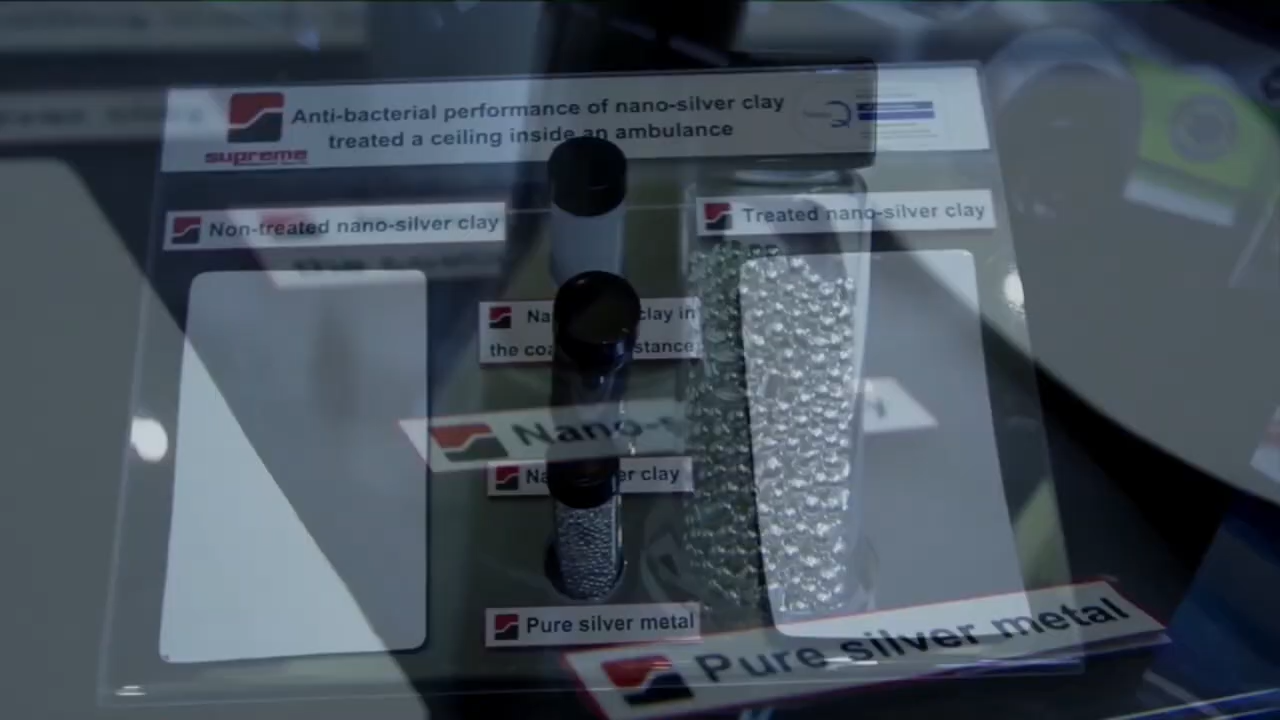 Anti-bacterial performance of nano-silver clay
treated a ceiling inside an ambulance
supreme
Non-treated nano-silver clay
Treated nano-silver clay
clay in
the
Nano-
clay
Pure silver metal
Pure silver metal